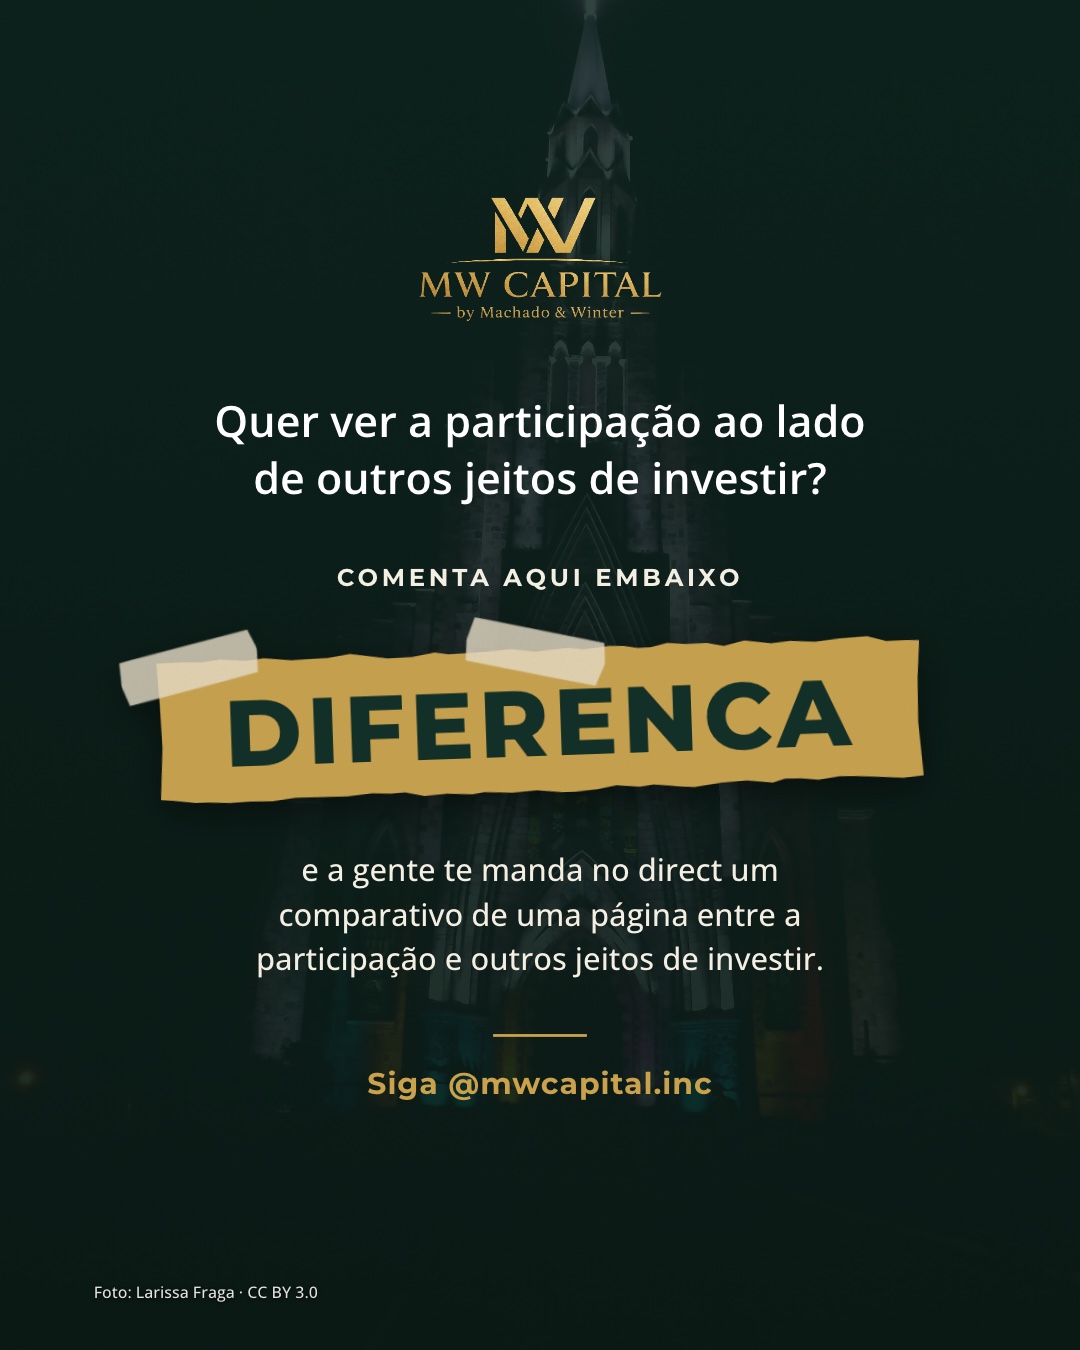 MW CAPITAL
by Machado & Winter
Quer ver a participação ao lado
de outros jeitos de investir?
COMENTA AQUI EMBAIXO
DIFERENCA
e a gente te manda no direct um
comparativo de uma página entre a
participação e outros jeitos de investir.
Siga @mwcapital.inc
Foto: Larissa Fraga · CC BY 3.0